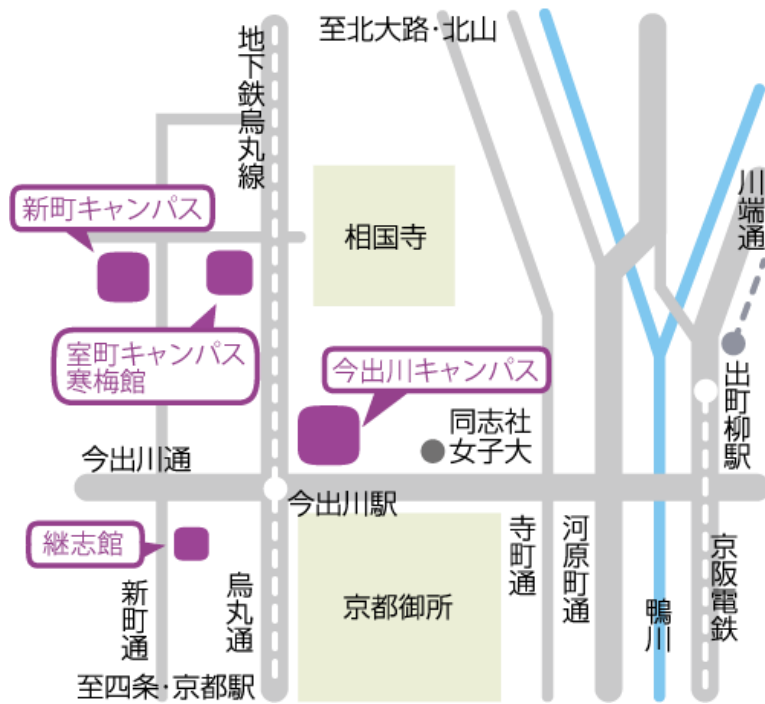 至北大路・北山
地下鉄烏丸線
川端通
新町キャンパス
相国寺
室町キャンパス
寒梅館
今出川キャンパス
出町柳駅
同志社
女子大
今出川通
今出川駅
継志館
寺町通
河原町通
京阪電鉄
新町通
烏丸通
京都御所
鴨川
至四条・京都駅